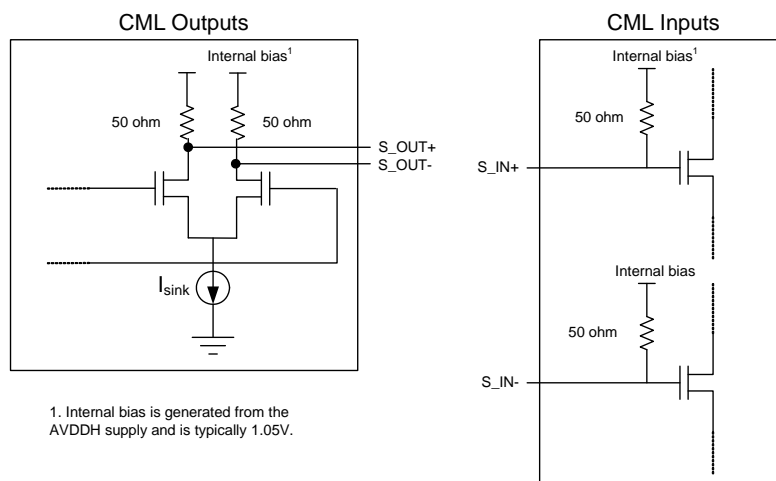 CML Outputs
Internal bias¹
50 ohm
50 ohm
S_OUT+
S_OUT-
Isink
1. Internal bias is generated from the
AVDDH supply and is typically 1.05V.
CML Inputs
Internal bias¹
50 ohm
S_IN+
Internal bias
50 ohm
S_IN-